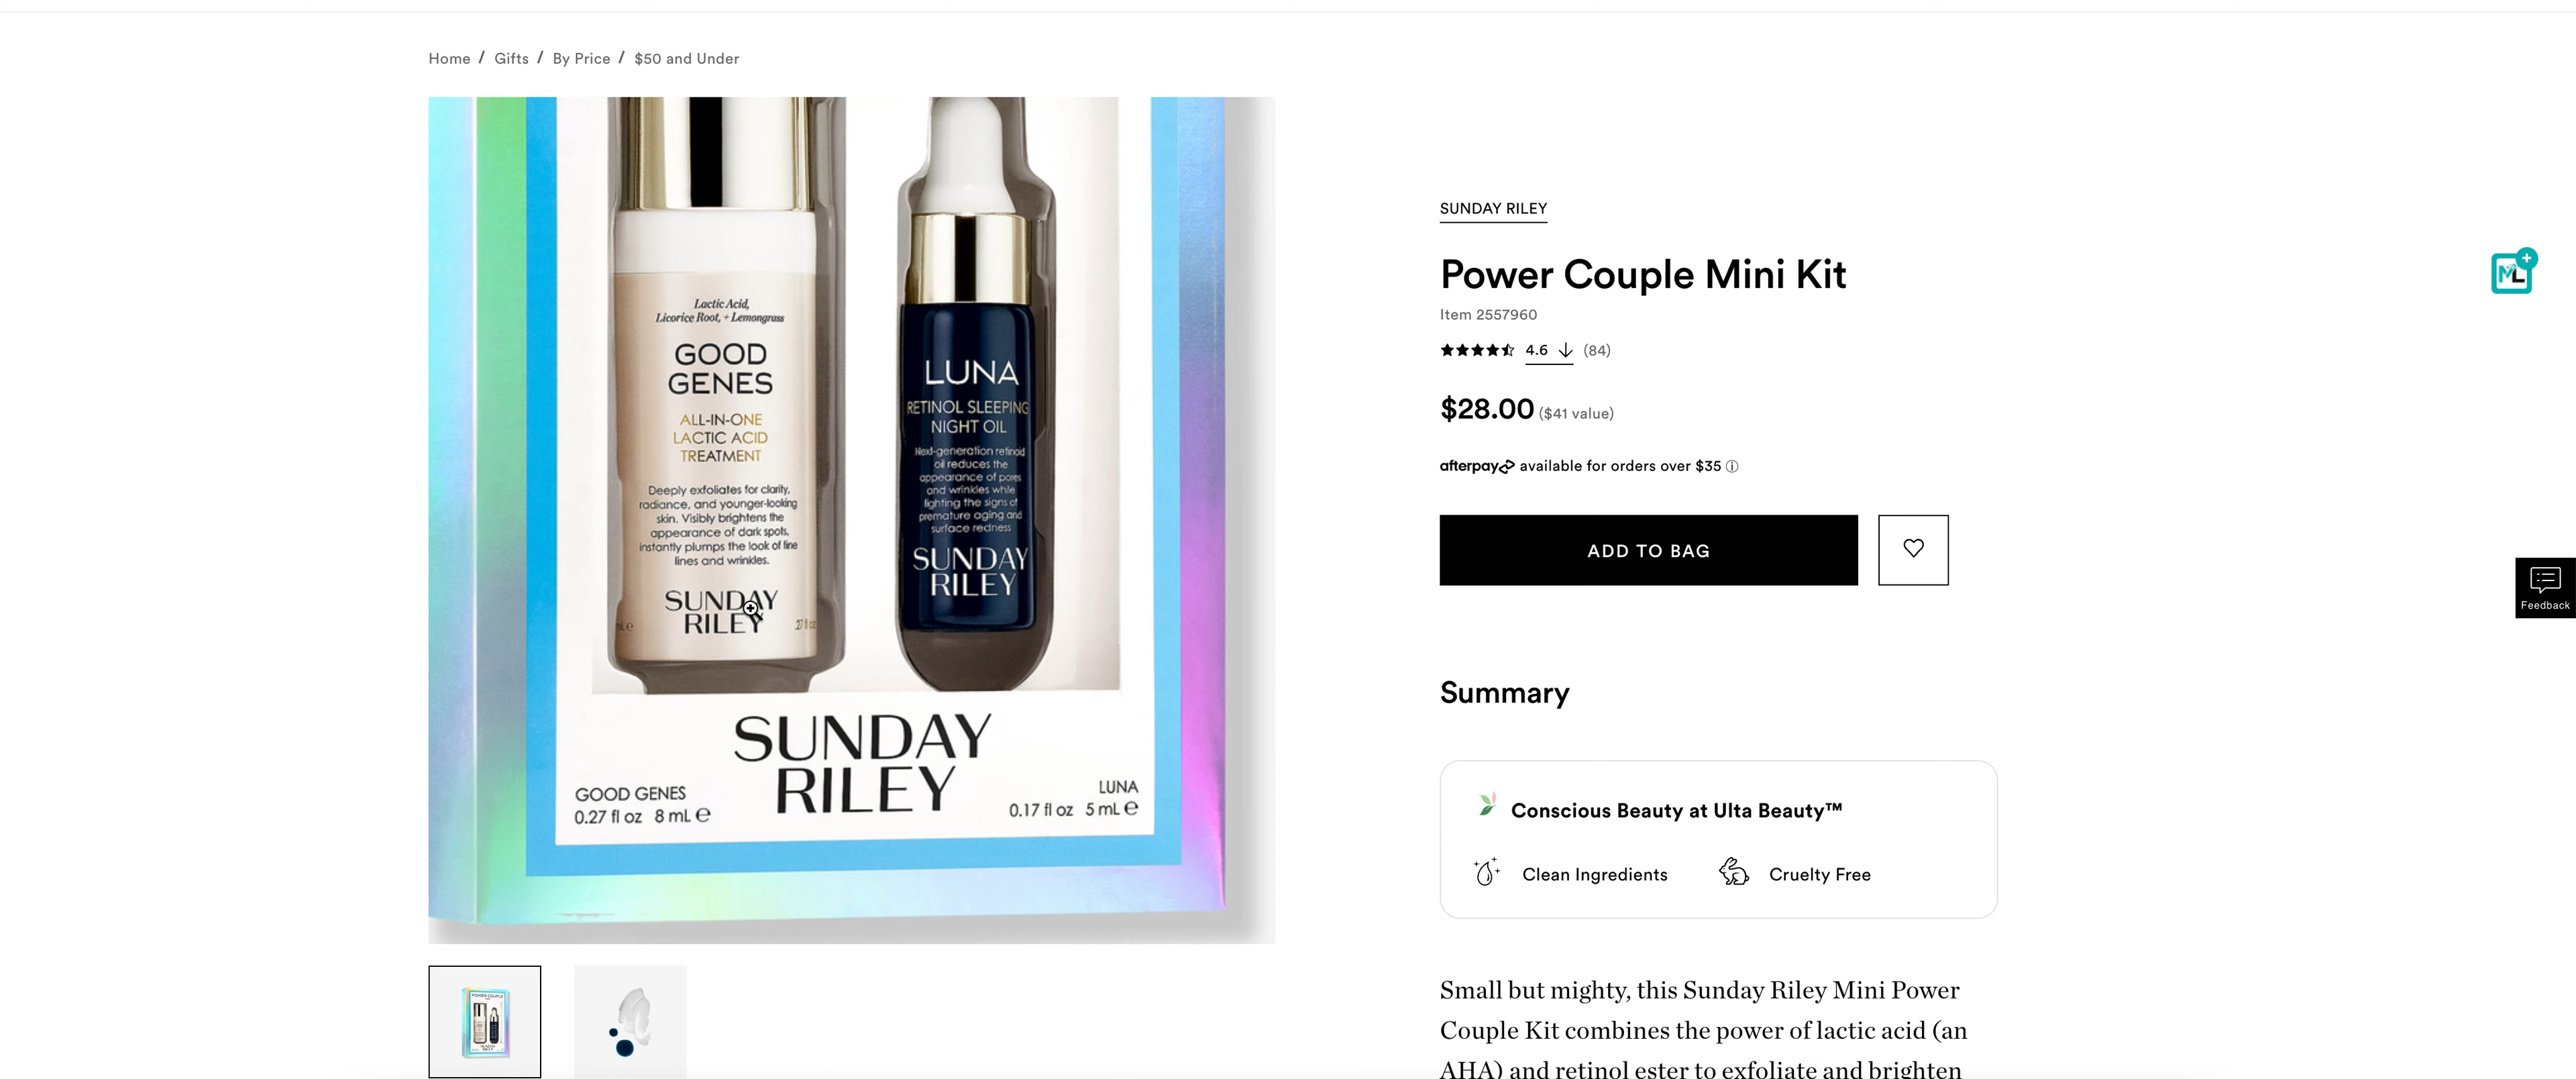 Home / Gifts / By Price / $50 and Under
Lactic Acid,
Licorice Root, + Lemongrass
GOOD
GENES
ALL-IN-ONE
LACTIC ACID
TREATMENT
Deeply exfoliates for clarity,
radiance, and younger-looking
skin. Visibly brightens the
appearance of dark spots,
instantly plumps the look of fine
lines and wrinkles.
SUNDAY
RILEY
LUNA
RETINOL SLEEPING
NIGHT OIL
Next-generation retinoid
oil reduces the
appearance of pores
and wrinkles while
fighting the signs of
premature aging and
surface redness
SUNDAY
RILEY
SUNDAY
RILEY
GOOD GENES
0.27 fl oz 8 mL ℮
LUNA
0.17 fl oz 5 mL ℮
SUNDAY RILEY
Power Couple Mini Kit
Item 2557960
4.6 (84)
$28.00 ($41 value)
afterpay available for orders over $35
ADD TO BAG
Summary
Conscious Beauty at Ulta Beauty™
Clean Ingredients
Cruelty Free
Small but mighty, this Sunday Riley Mini Power
Couple Kit combines the power of lactic acid (an
AHA) and retinol ester to exfoliate and brighten
ML
Feedback